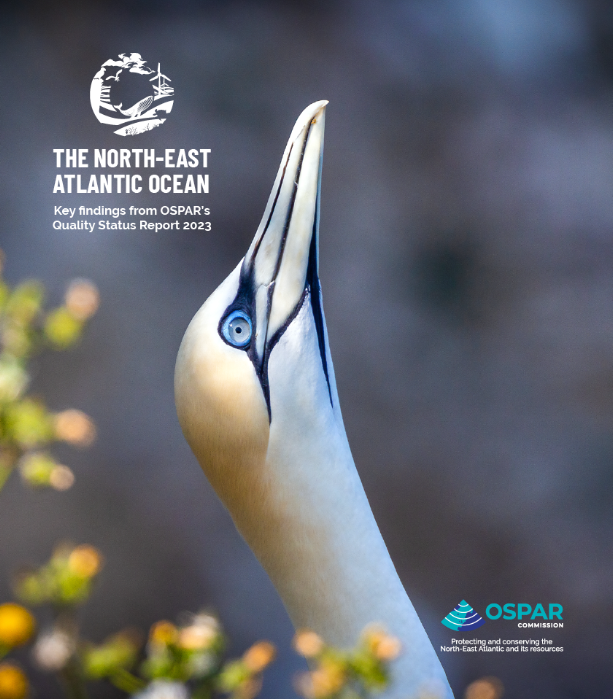 THE NORTH-EAST
ATLANTIC OCEAN
Key findings from OSPAR's
Quality Status Report 2023
OSPAR
COMMISSION
Protecting and conserving the
North-East Atlantic and its resources